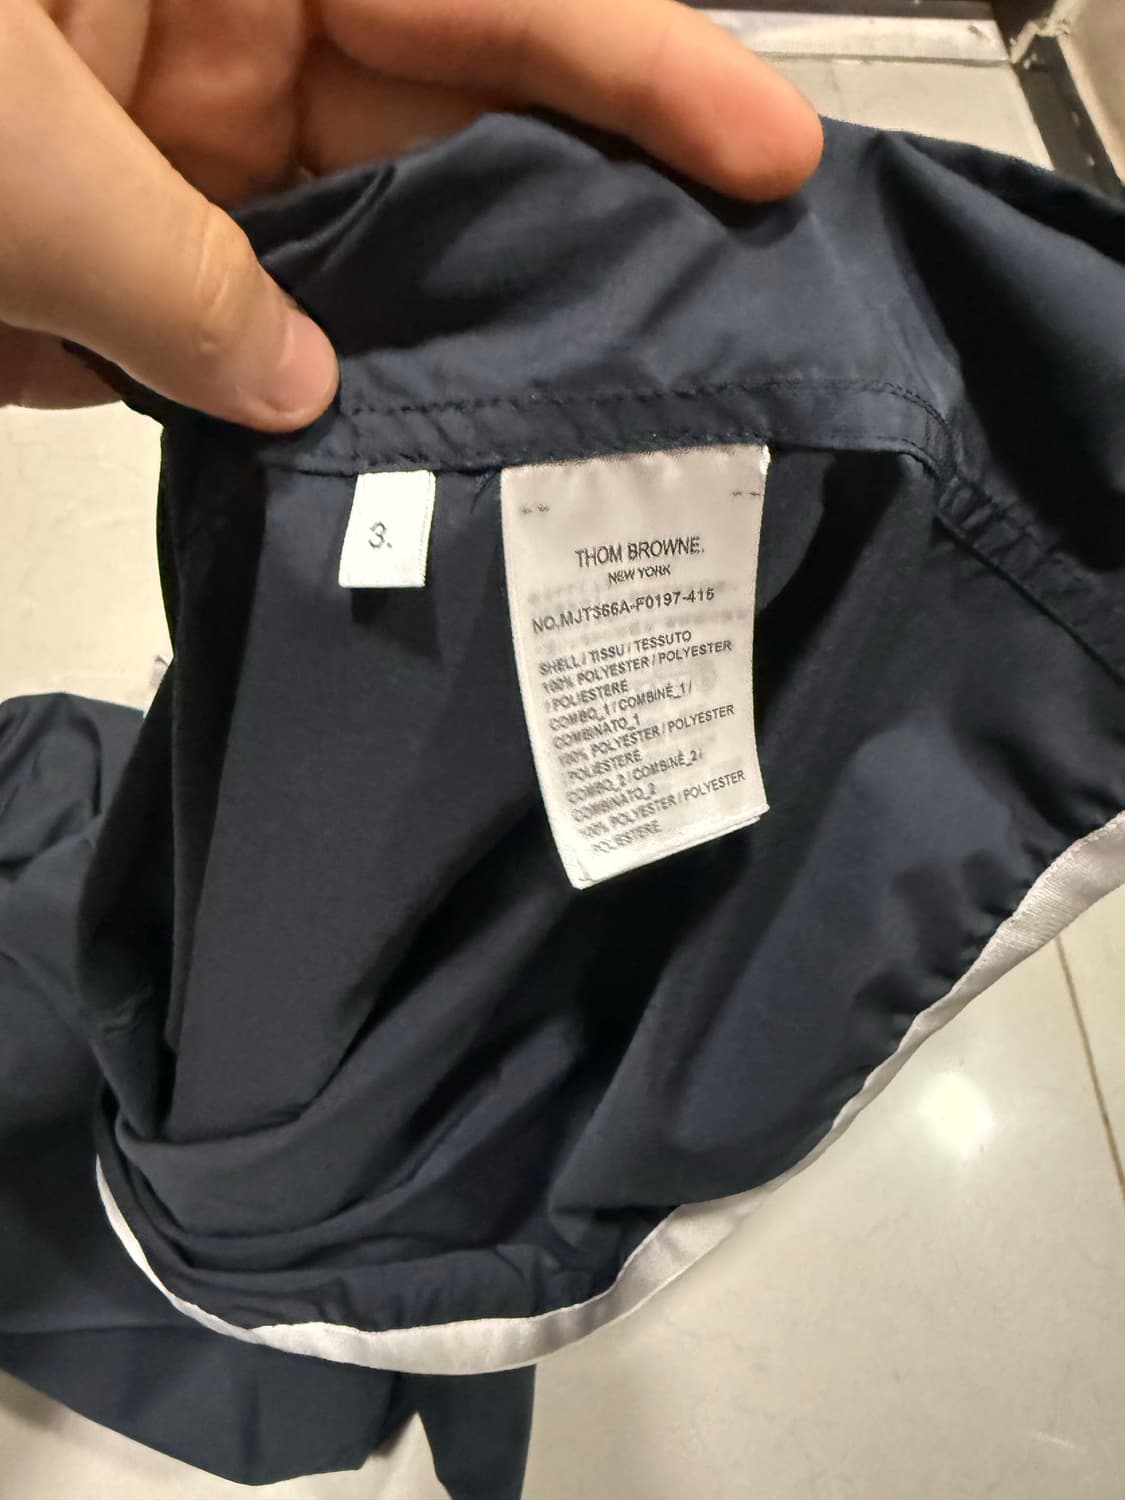 3.
THOM BROWNE.
NEW YORK
NO.MJT366A-F0197-415
SHELL / TISSU / TESSUTO
100% POLYESTER / POLYESTER
/ POLIESTERE
COMBO_1 / COMBINÉ_1 /
COMBINATO_1
100% POLYESTER / POLYESTER
POLIESTERE
COMBO_2 / COMBINÉ_2 /
COMBINATO_2
100% POLYESTER / POLYESTER
POLIESTERE